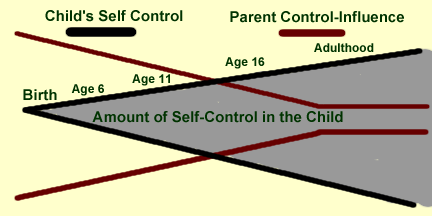 Child's Self Control
Parent Control-Influence
Adulthood
Age 16
Age 11
Age 6
Birth
Amount of Self-Control in the Child